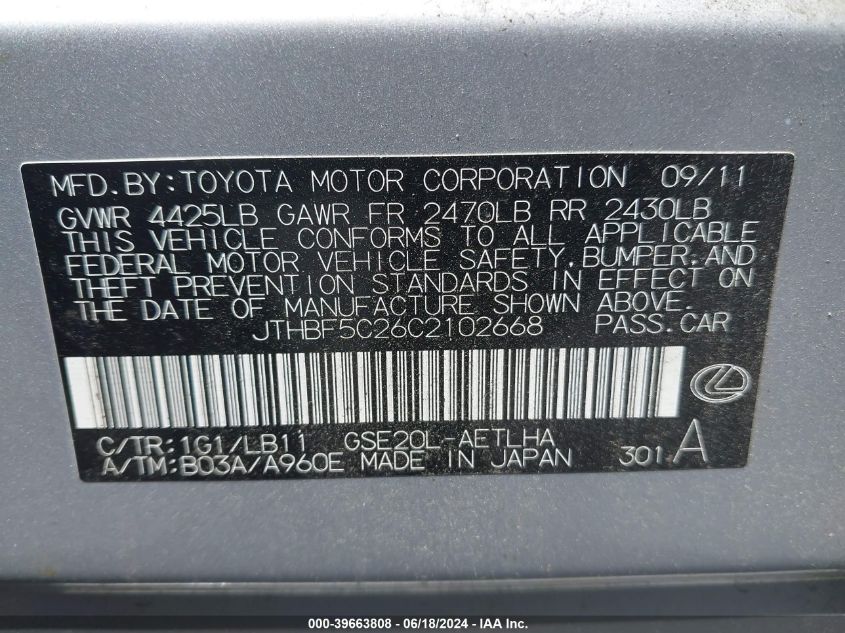 MFD.BY:TOYOTA MOTOR CORPORATION 09/11
GVWR 4425LB GAWR FR 2470LB RR 2430LB
THIS VEHICLE CONFORMS TO ALL APPLICABLE
FEDERAL MOTOR VEHICLE SAFETY,BUMPER,AND
THEFT PREVENTION STANDARDS IN EFFECT ON
THE DATE OF MANUFACTURE SHOWN ABOVE.
JTHBF5C26C2102668 PASS.CAR
C/TR:1G1/LB11 GSE20L-AETLHA
A/TM:B03A/A960E MADE IN JAPAN 301 A
000-39663808 - 06/18/2024 - IAA Inc.